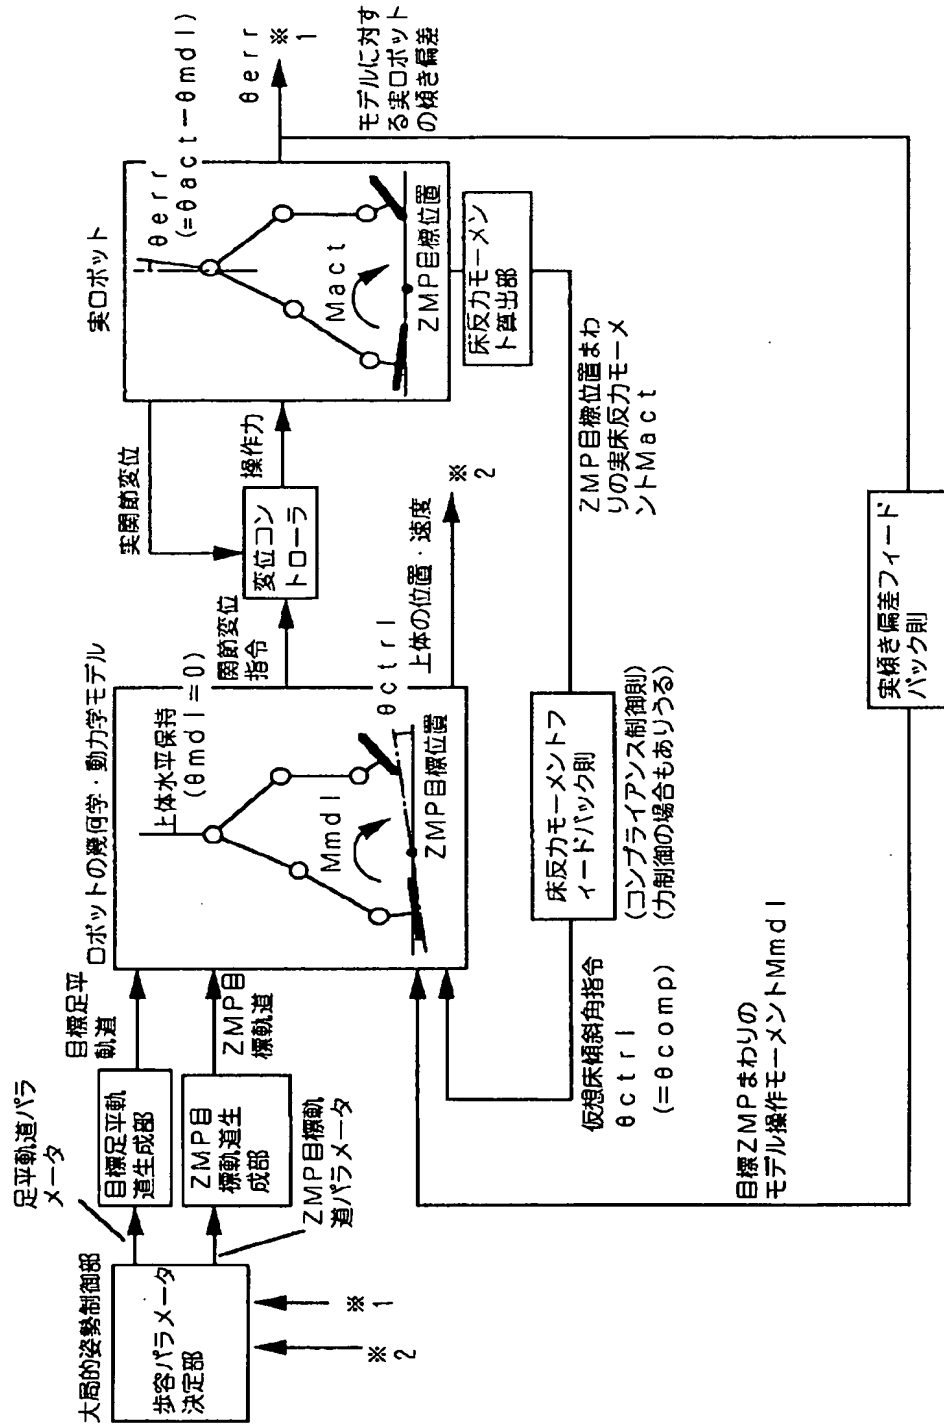 大局的姿勢制御部
歩容パラメータ
決定部
※
1
※
2
足平軌道パラ
メータ
目標足平軌
道生成部
ZMP目
標軌道生
成部
ZMP目標軌
道パラメータ
目標足平
軌道
ZMP目
標軌道
ロボットの幾何学・動力学モデル
上体水平保持
(θmdl=0)
Mmdl
θctrl
ZMP目標位置
関節変位
指令
上体の位置・速度
※
2
変位コン
トローラ
実関節変位
操作力
実ロボット
θerr
(=θact-θmdl)
Mact
ZMP目標位置
床反力モーメン
ト算出部
θerr
※
1
モデルに対す
る実ロボット
の傾き偏差
ZMP目標位置まわ
りの実床反力モーメ
ントMact
床反力モーメントフ
ィードバック則
(コンプライアンス制御則)
(力制御の場合もありうる)
仮想床傾斜角指令
θctrl
(=θcomp)
実傾き偏差フィード
バック則
目標ZMPまわりの
モデル操作モーメントMmdl